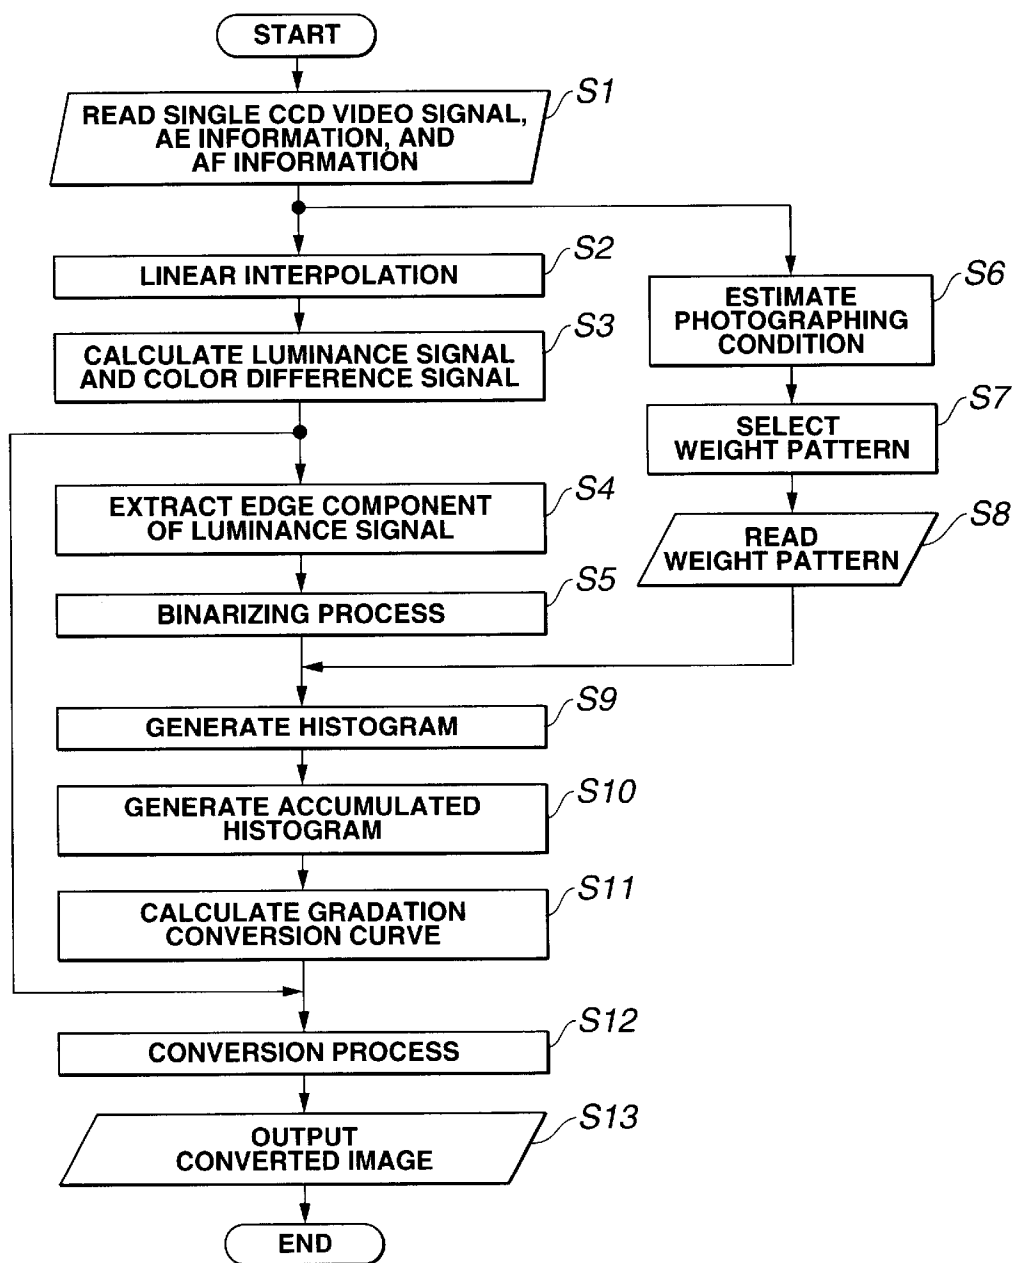 START
S1
READ SINGLE CCD VIDEO SIGNAL,
AE INFORMATION, AND
AF INFORMATION
S2
LINEAR INTERPOLATION
S3
CALCULATE LUMINANCE SIGNAL
AND COLOR DIFFERENCE SIGNAL
S6
ESTIMATE
PHOTOGRAPHING
CONDITION
S7
SELECT
WEIGHT PATTERN
S4
EXTRACT EDGE COMPONENT
OF LUMINANCE SIGNAL
S8
READ
WEIGHT PATTERN
S5
BINARIZING PROCESS
S9
GENERATE HISTOGRAM
S10
GENERATE ACCUMULATED
HISTOGRAM
S11
CALCULATE GRADATION
CONVERSION CURVE
S12
CONVERSION PROCESS
S13
OUTPUT
CONVERTED IMAGE
END